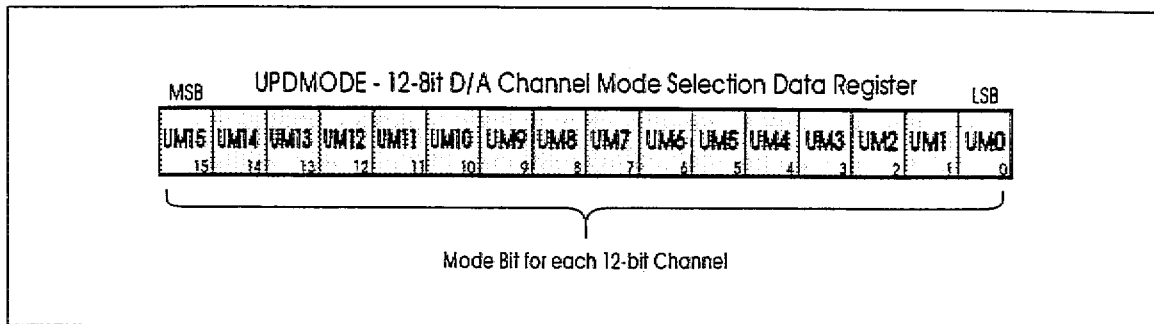 UPDMODE - 12-Bit D/A Channel Mode Selection Data Register
MSB LSB
UM15 UM14 UM13 UM12 UM11 UM10 UM9 UM8 UM7 UM6 UM5 UM4 UM3 UM2 UM1 UM0
15 14 13 12 11 10 9 8 7 6 5 4 3 2 1 0
Mode Bit for each 12-bit Channel